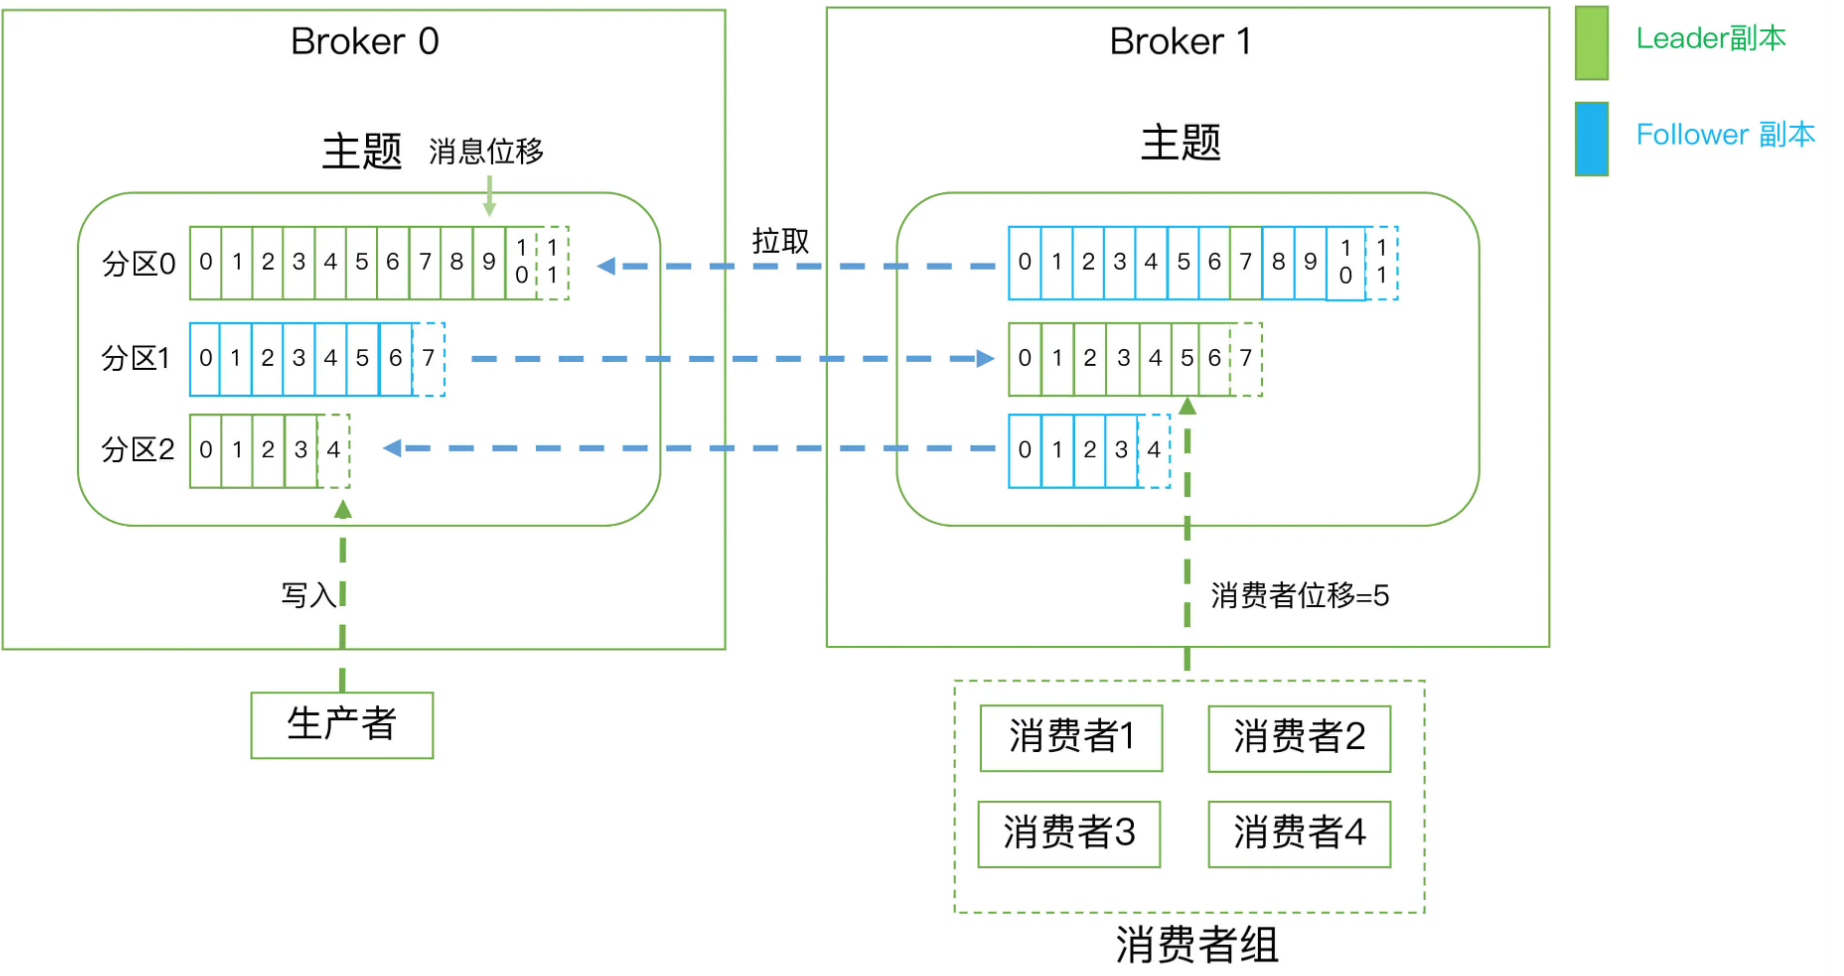 Broker 0
Broker 1
Leader副本
Follower 副本
主题
消息位移
主题
拉取
分区0
0 1 2 3 4 5 6 7 8 9 10 11
0 1 2 3 4 5 6 7 8 9 10 11
分区1
0 1 2 3 4 5 6 7
0 1 2 3 4 5 6 7
分区2
0 1 2 3 4
0 1 2 3 4
写入
消费者位移=5
生产者
消费者1
消费者2
消费者3
消费者4
消费者组